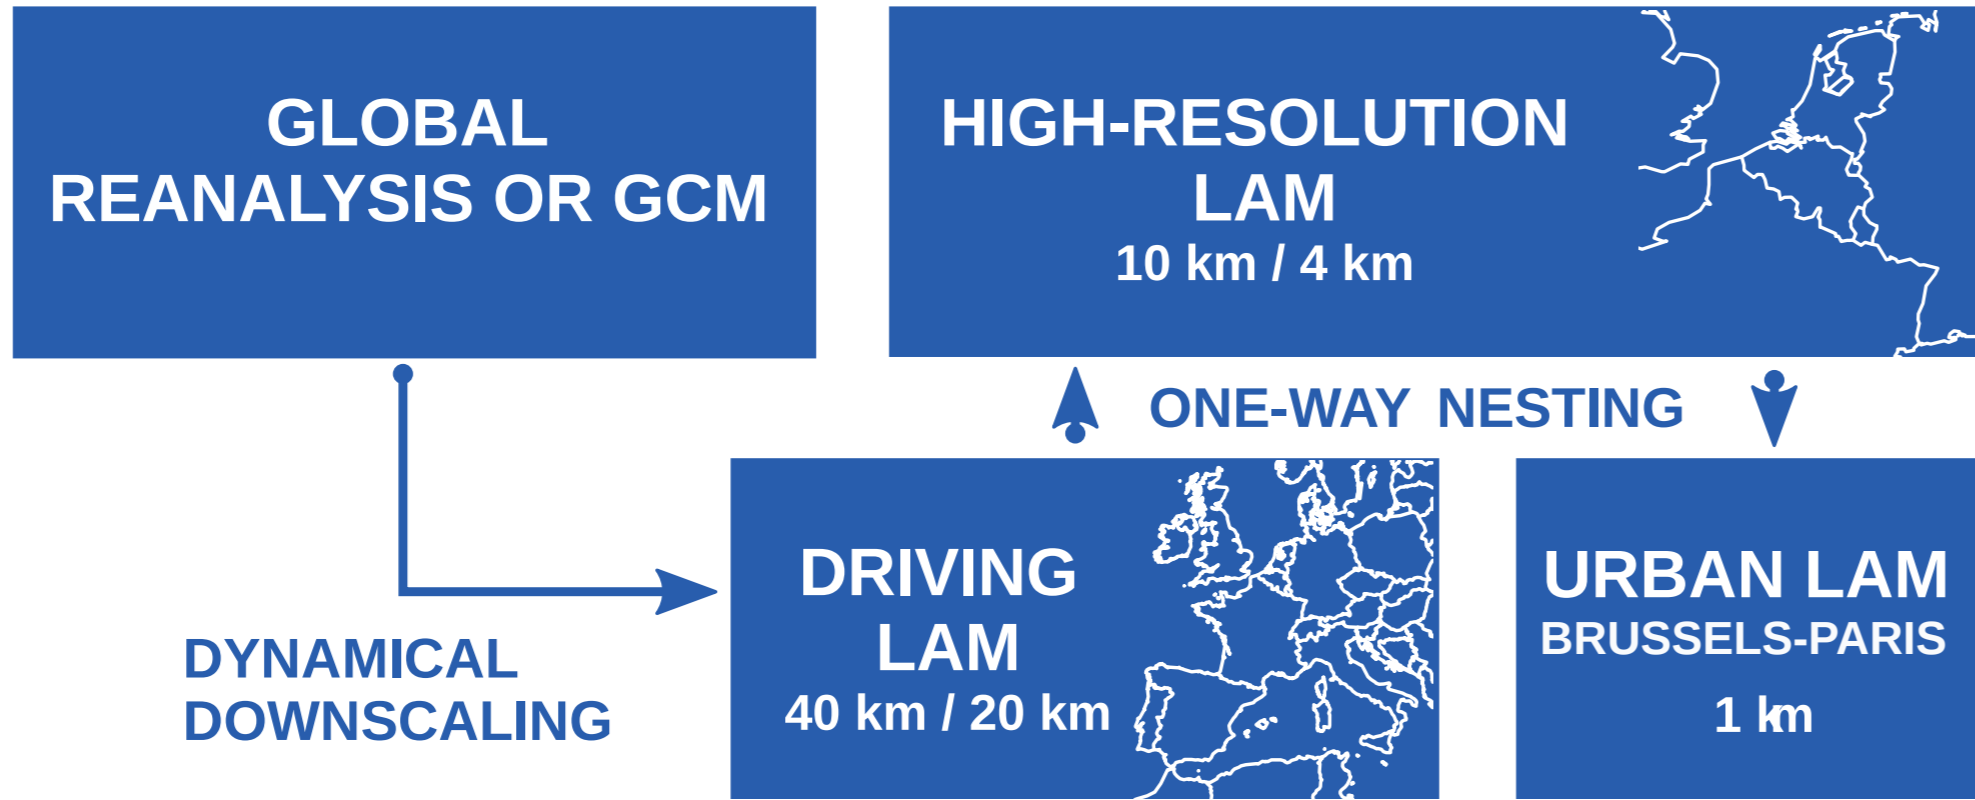 GLOBAL
REANALYSIS OR GCM
HIGH-RESOLUTION
LAM
10 km / 4 km
ONE-WAY NESTING
DYNAMICAL
DOWNSCALING
DRIVING
LAM
40 km / 20 km
URBAN LAM
BRUSSELS-PARIS
1 km